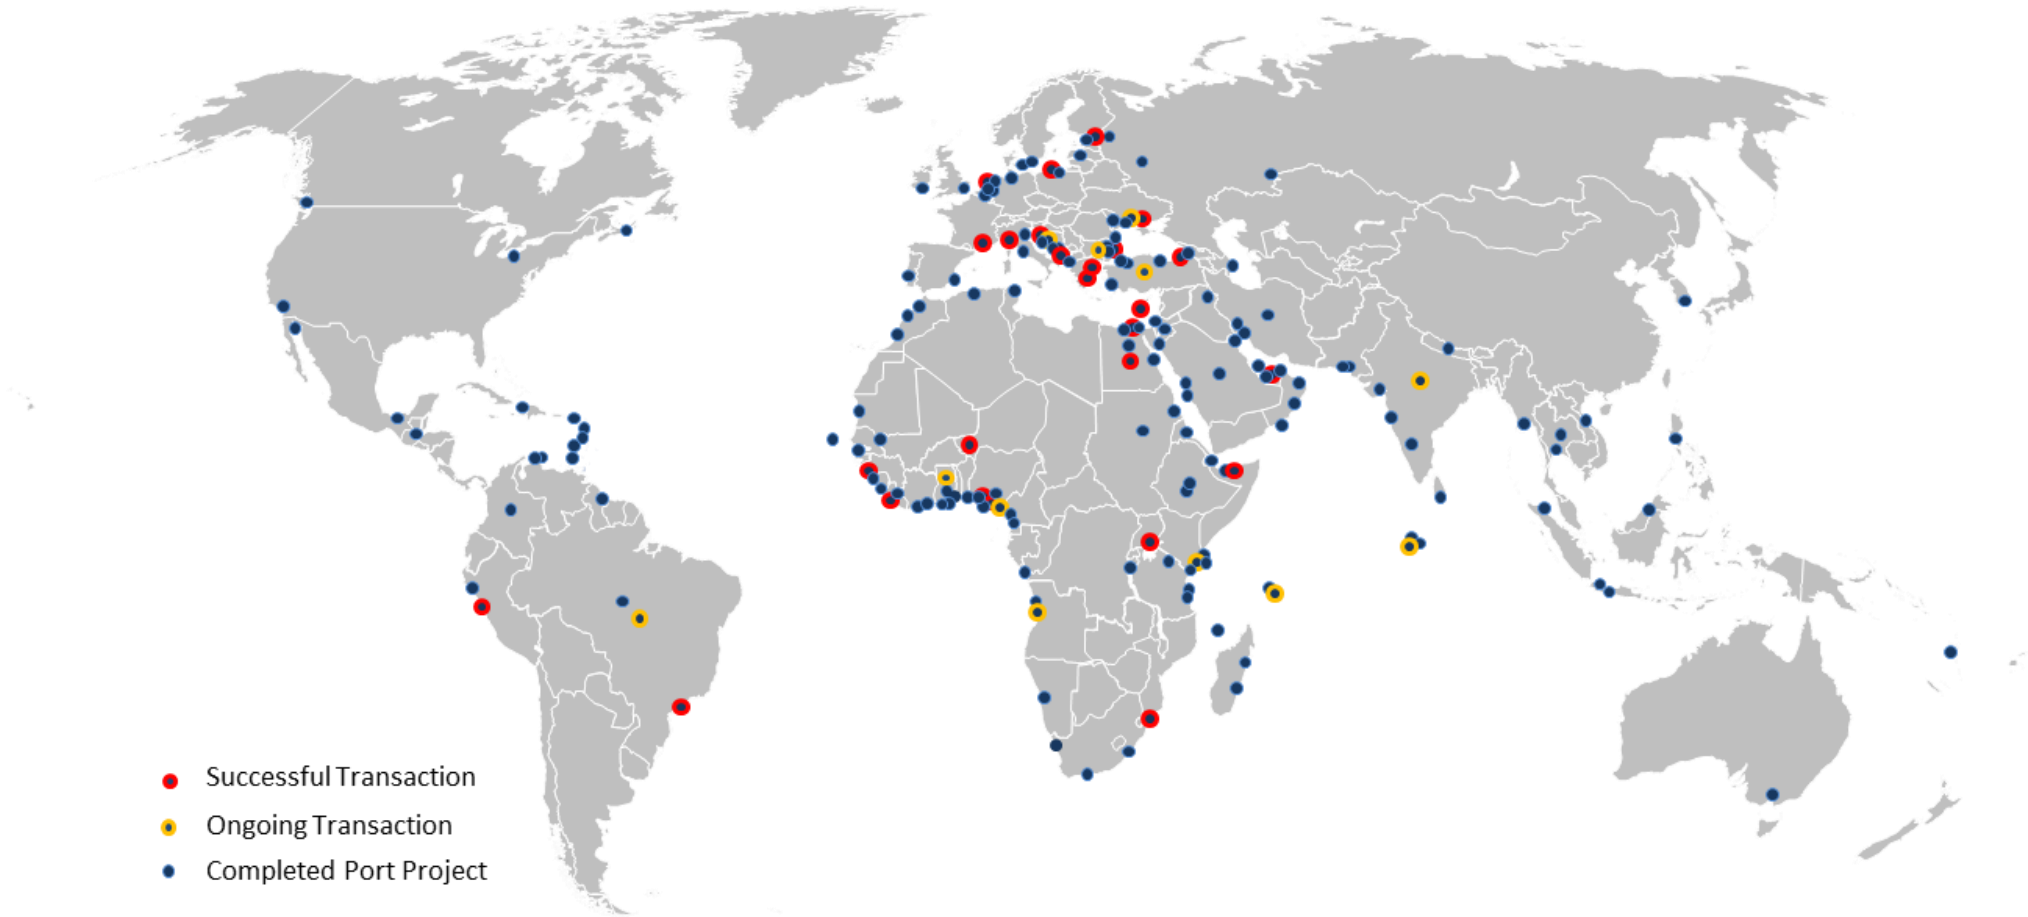 Successful Transaction
Ongoing Transaction
Completed Port Project